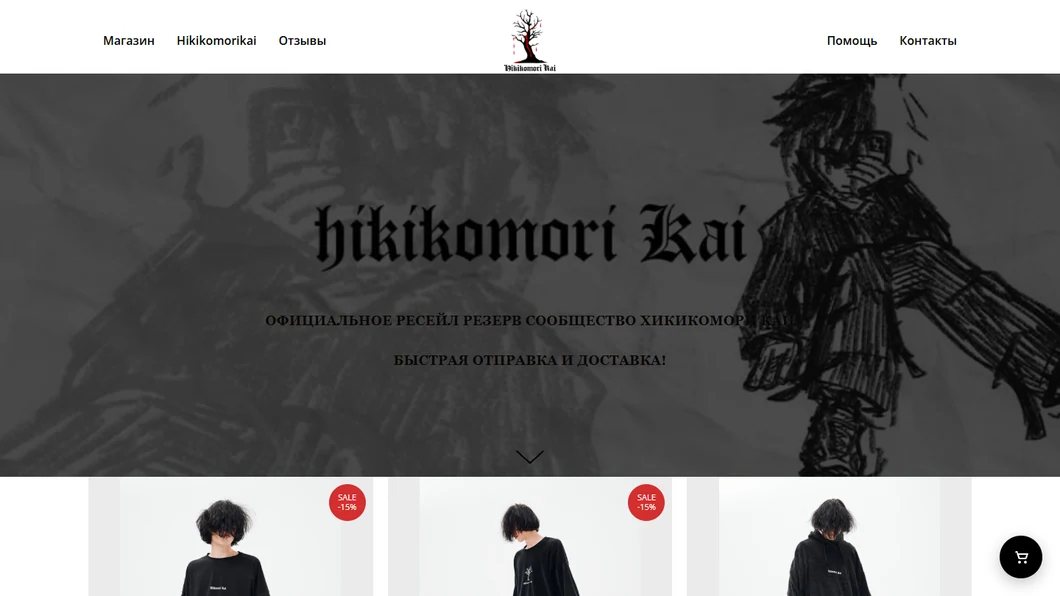 Магазин
Hikikomorikai
Отзывы
Hikikomori Kai
Помощь
Контакты
hikikomori Kai
ОФИЦИАЛЬНОЕ РЕСЕЙЛ РЕЗЕРВ СООБЩЕСТВО ХИКИКОМОРИ КАЙ
БЫСТРАЯ ОТПРАВКА И ДОСТАВКА!
SALE
-15%
SALE
-15%